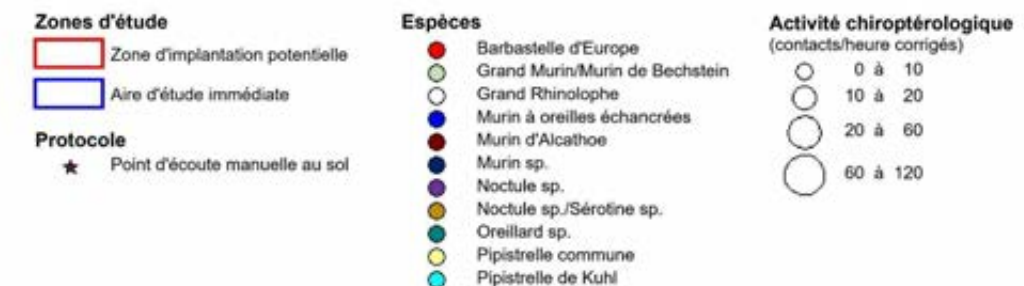 Zones d'étude
Zone d'implantation potentielle
Aire d'étude immédiate
Protocole
Point d'écoute manuelle au sol
Espèces
Barbastelle d'Europe
Grand Murin/Murin de Bechstein
Grand Rhinolophe
Murin à oreilles échancrées
Murin d'Alcathoe
Murin sp.
Noctule sp.
Noctule sp./Sérotine sp.
Oreillard sp.
Pipistrelle commune
Pipistrelle de Kuhl
Activité chiroptérologique
(contacts/heure corrigés)
0 à 10
10 à 20
20 à 60
60 à 120